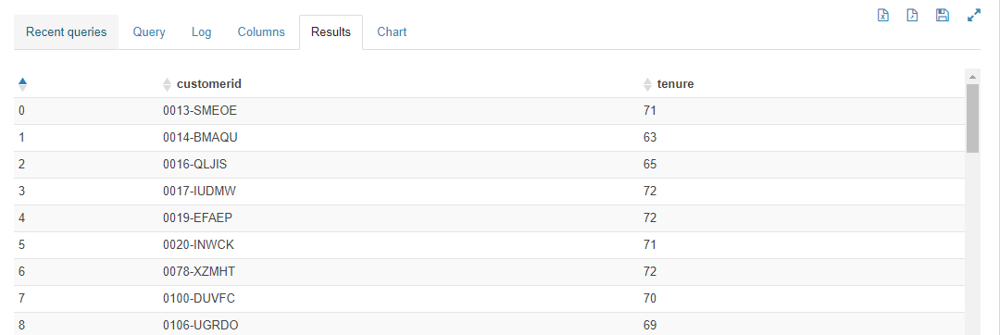 Recent queries Query Log Columns Results Chart
customerid tenure
0 0013-SMEOE 71
1 0014-BMAQU 63
2 0016-QLJIS 65
3 0017-IUDMW 72
4 0019-EFAEP 72
5 0020-INWCK 71
6 0078-XZMHT 72
7 0100-DUVFC 70
8 0106-UGRDO 69